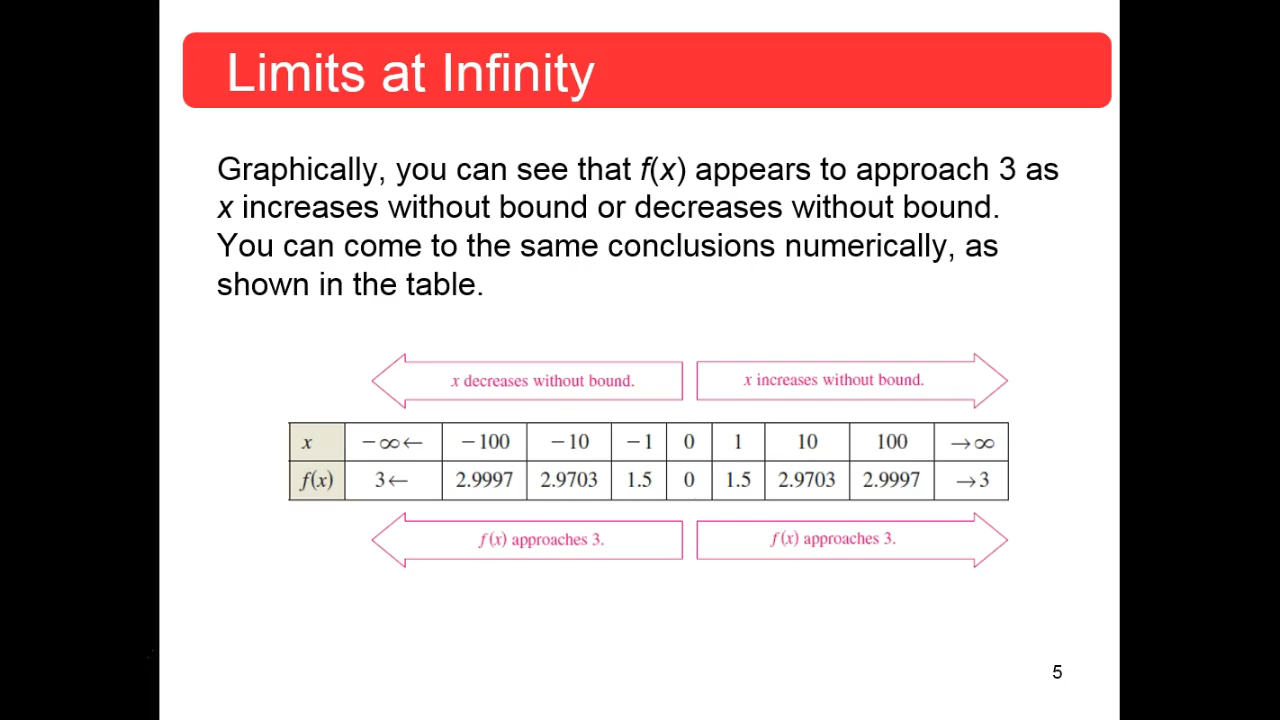 Limits at Infinity
Graphically, you can see that f(x) appears to approach 3 as
x increases without bound or decreases without bound.
You can come to the same conclusions numerically, as
shown in the table.
x decreases without bound. x increases without bound.
x −∞← −100 −10 −1 0 1 10 100 →∞
f(x) 3← 2.9997 2.9703 1.5 0 1.5 2.9703 2.9997 →3
f(x) approaches 3. f(x) approaches 3.
5